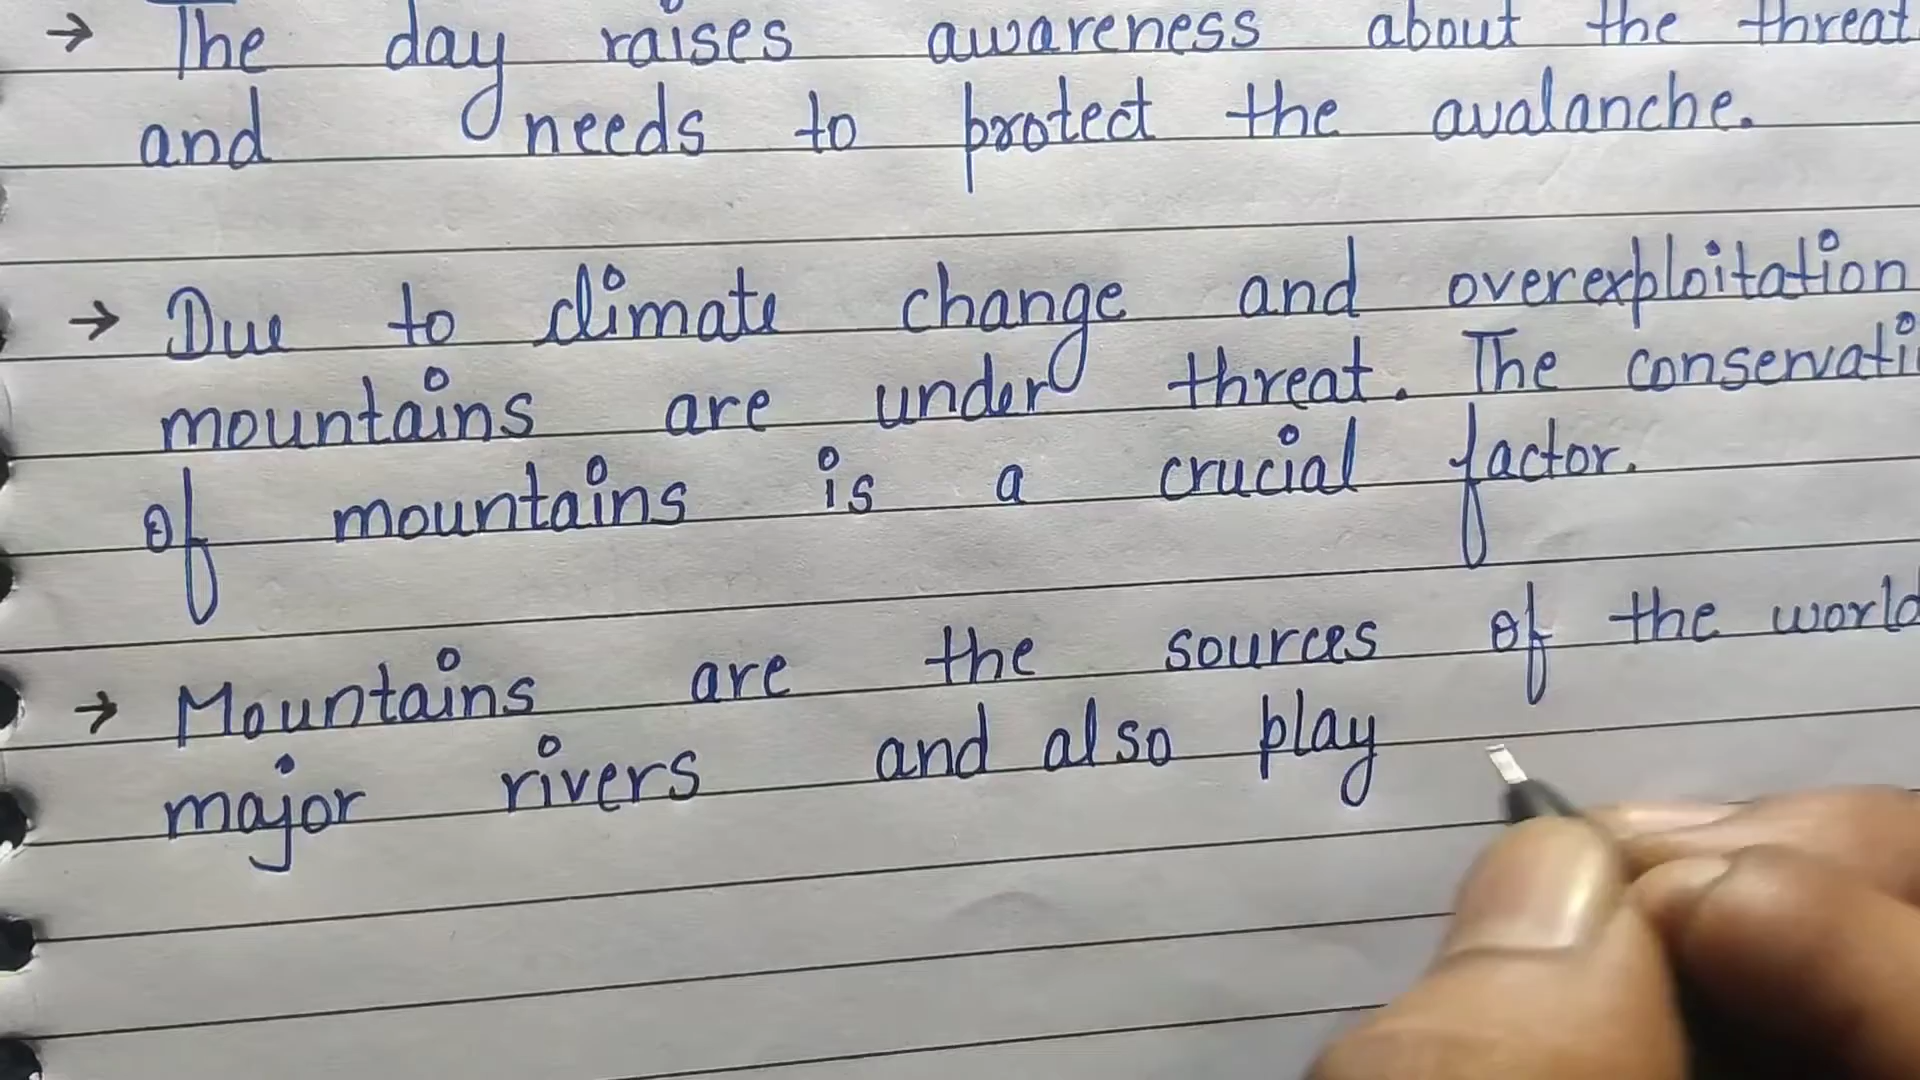 → The day raises awareness about the threat
and needs to protect the avalanche.
→ Due to climate change and overexploitation
mountains are under threat. The conservati
of mountains is a crucial factor.
→ Mountains are the sources of the world
major rivers and also play